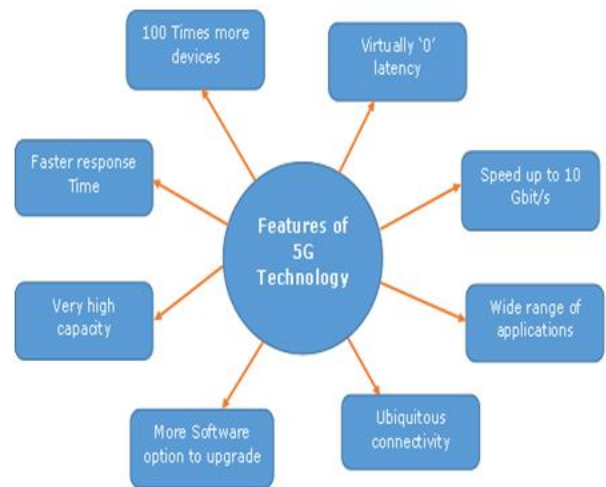 100 Times more
devices
Virtually ‘0’
latency
Faster response
Time
Speed up to 10
Gbit/s
Features of
5G
Technology
Very high
capacity
Wide range of
applications
More Software
option to upgrade
Ubiquitous
connectivity